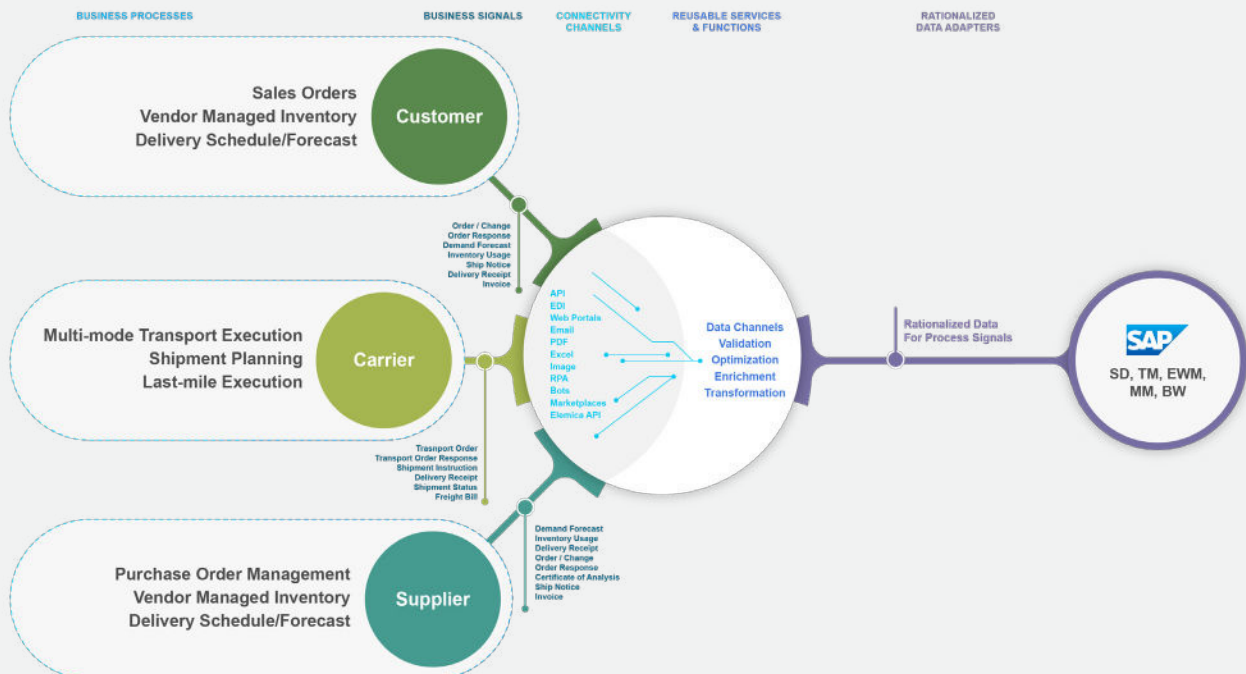 BUSINESS PROCESSES
BUSINESS SIGNALS
CONNECTIVITY
CHANNELS
REUSABLE SERVICES
& FUNCTIONS
RATIONALIZED
DATA ADAPTERS
Sales Orders
Vendor Managed Inventory
Delivery Schedule/Forecast
Customer
Order / Change
Order Response
Demand Forecast
Inventory Usage
Ship Notice
Delivery Receipt
Invoice
Multi-mode Transport Execution
Shipment Planning
Last-mile Execution
Carrier
Trasnport Order
Transport Order Response
Shipment Instruction
Delivery Receipt
Shipment Status
Freight Bill
Purchase Order Management
Vendor Managed Inventory
Delivery Schedule/Forecast
Supplier
Demand Forecast
Inventory Usage
Delivery Receipt
Order / Change
Order Response
Certificate of Analysis
Ship Notice
Invoice
API
EDI
Web Portals
Email
PDF
Excel
Image
RPA
Bots
Marketplaces
Elemica API
Data Channels
Validation
Optimization
Enrichment
Transformation
Rationalized Data
For Process Signals
SAP
SD, TM, EWM,
MM, BW